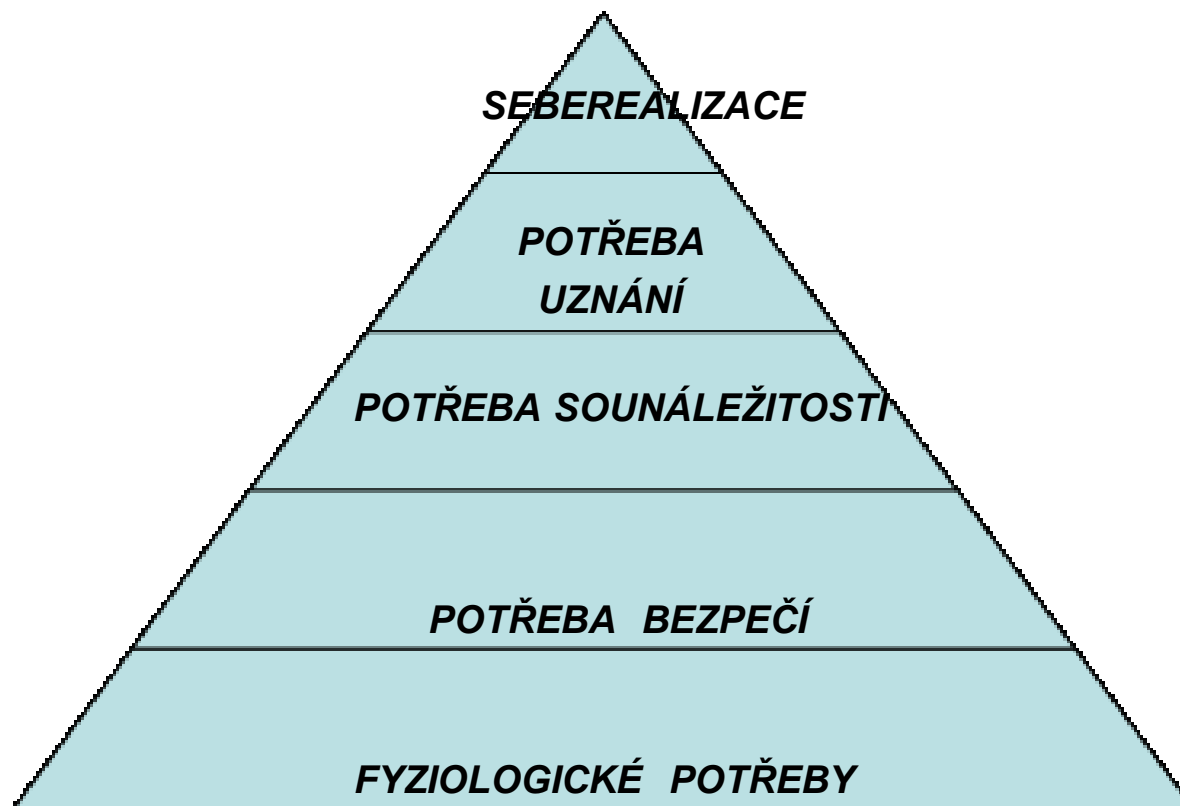 SEBEREALIZACE
POTŘEBA
UZNÁNÍ
POTŘEBA SOUNÁLEŽITOSTI
POTŘEBA BEZPEČÍ
FYZIOLOGICKÉ POTŘEBY